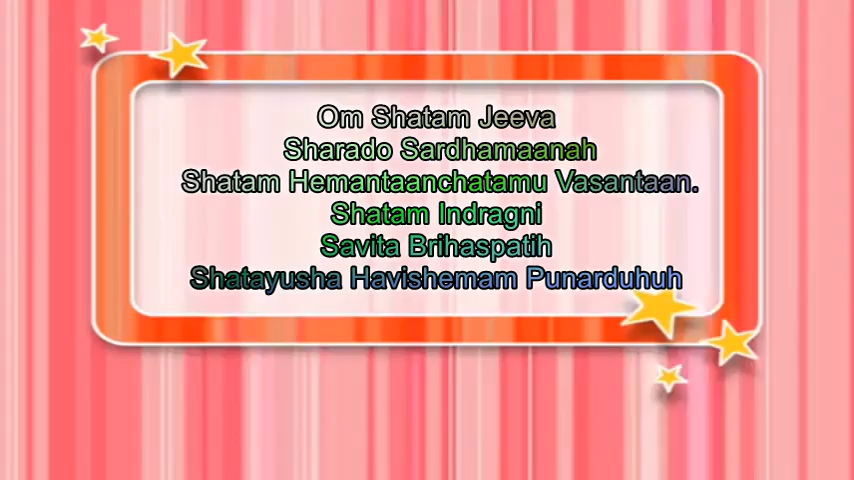 Om Shatam Jeeva
Sharado Sardhamaanah
Shatam Hemantaanchatamu Vasantaan.
Shatam Indragni
Savita Brihaspatih
Shatayusha Havishemam Punarduhuh